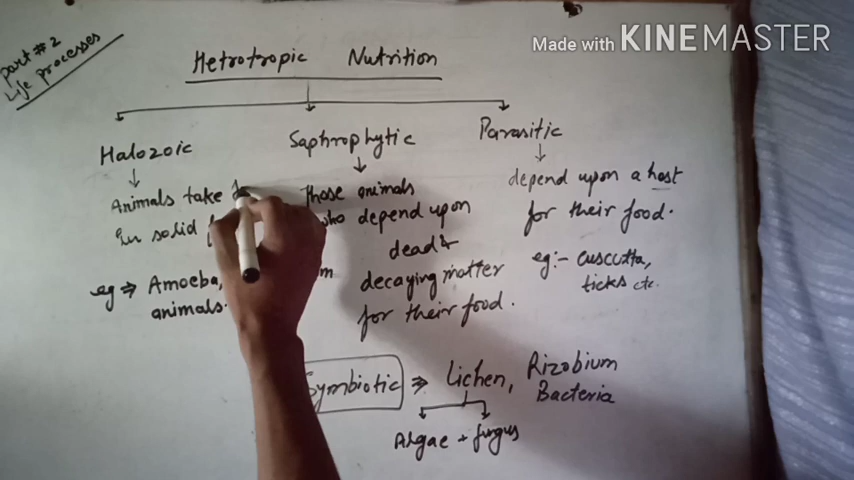 Part #2
Life processes
Made with KINEMASTER
Hetrotropic Nutrition
Halozoic
Animals take
in solid
eg ⇒ Amoeba,
animals.
Saphrophytic
Those animals
who depend upon
dead &
decaying matter
for their food.
Parasitic
depend upon a host
for their food.
eg:- Cuscutta,
ticks etc.
Symbiotic ⇒ Lichen, Rizobium
Bacteria
Algae + fungus